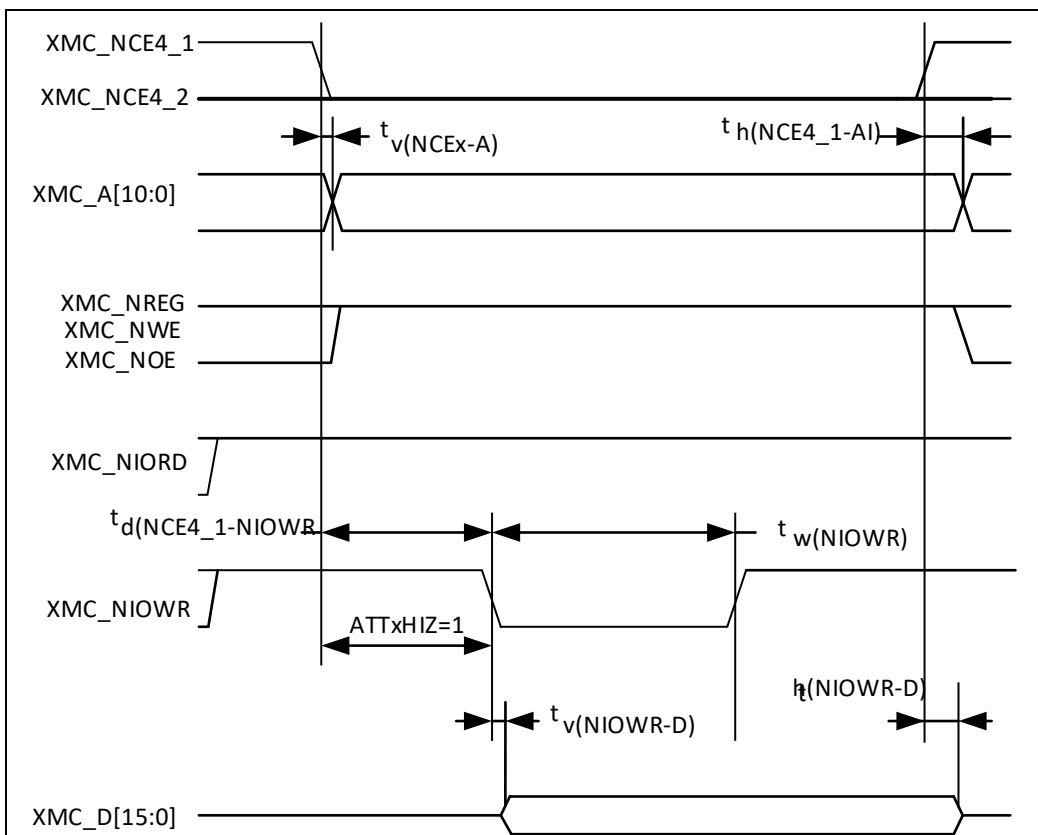 XMC_NCE4_1
XMC_NCE4_2
t v(NCEx-A)
t h(NCE4_1-AI)
XMC_A[10:0]
XMC_NREG
XMC_NWE
XMC_NOE
XMC_NIORD
t d(NCE4_1-NIOWR
t w(NIOWR)
XMC_NIOWR
ATTxHIZ=1
t h(NIOWR-D)
t v(NIOWR-D)
XMC_D[15:0]